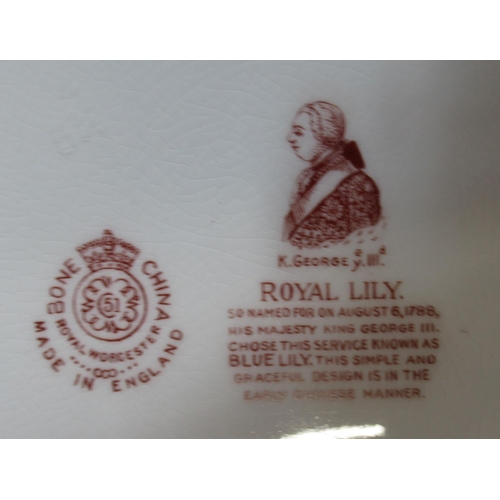 BONE CHINA
51
ROYAL WORCESTER
MADE IN ENGLAND
K. GEORGE yᵉ IIIᵈ
ROYAL LILY.
SO NAMED FOR ON AUGUST 6, 1788,
HIS MAJESTY KING GEORGE III.
CHOSE THIS SERVICE KNOWN AS
BLUE LILY. THIS SIMPLE AND
GRACEFUL DESIGN IS IN THE
EARLY MANNER.